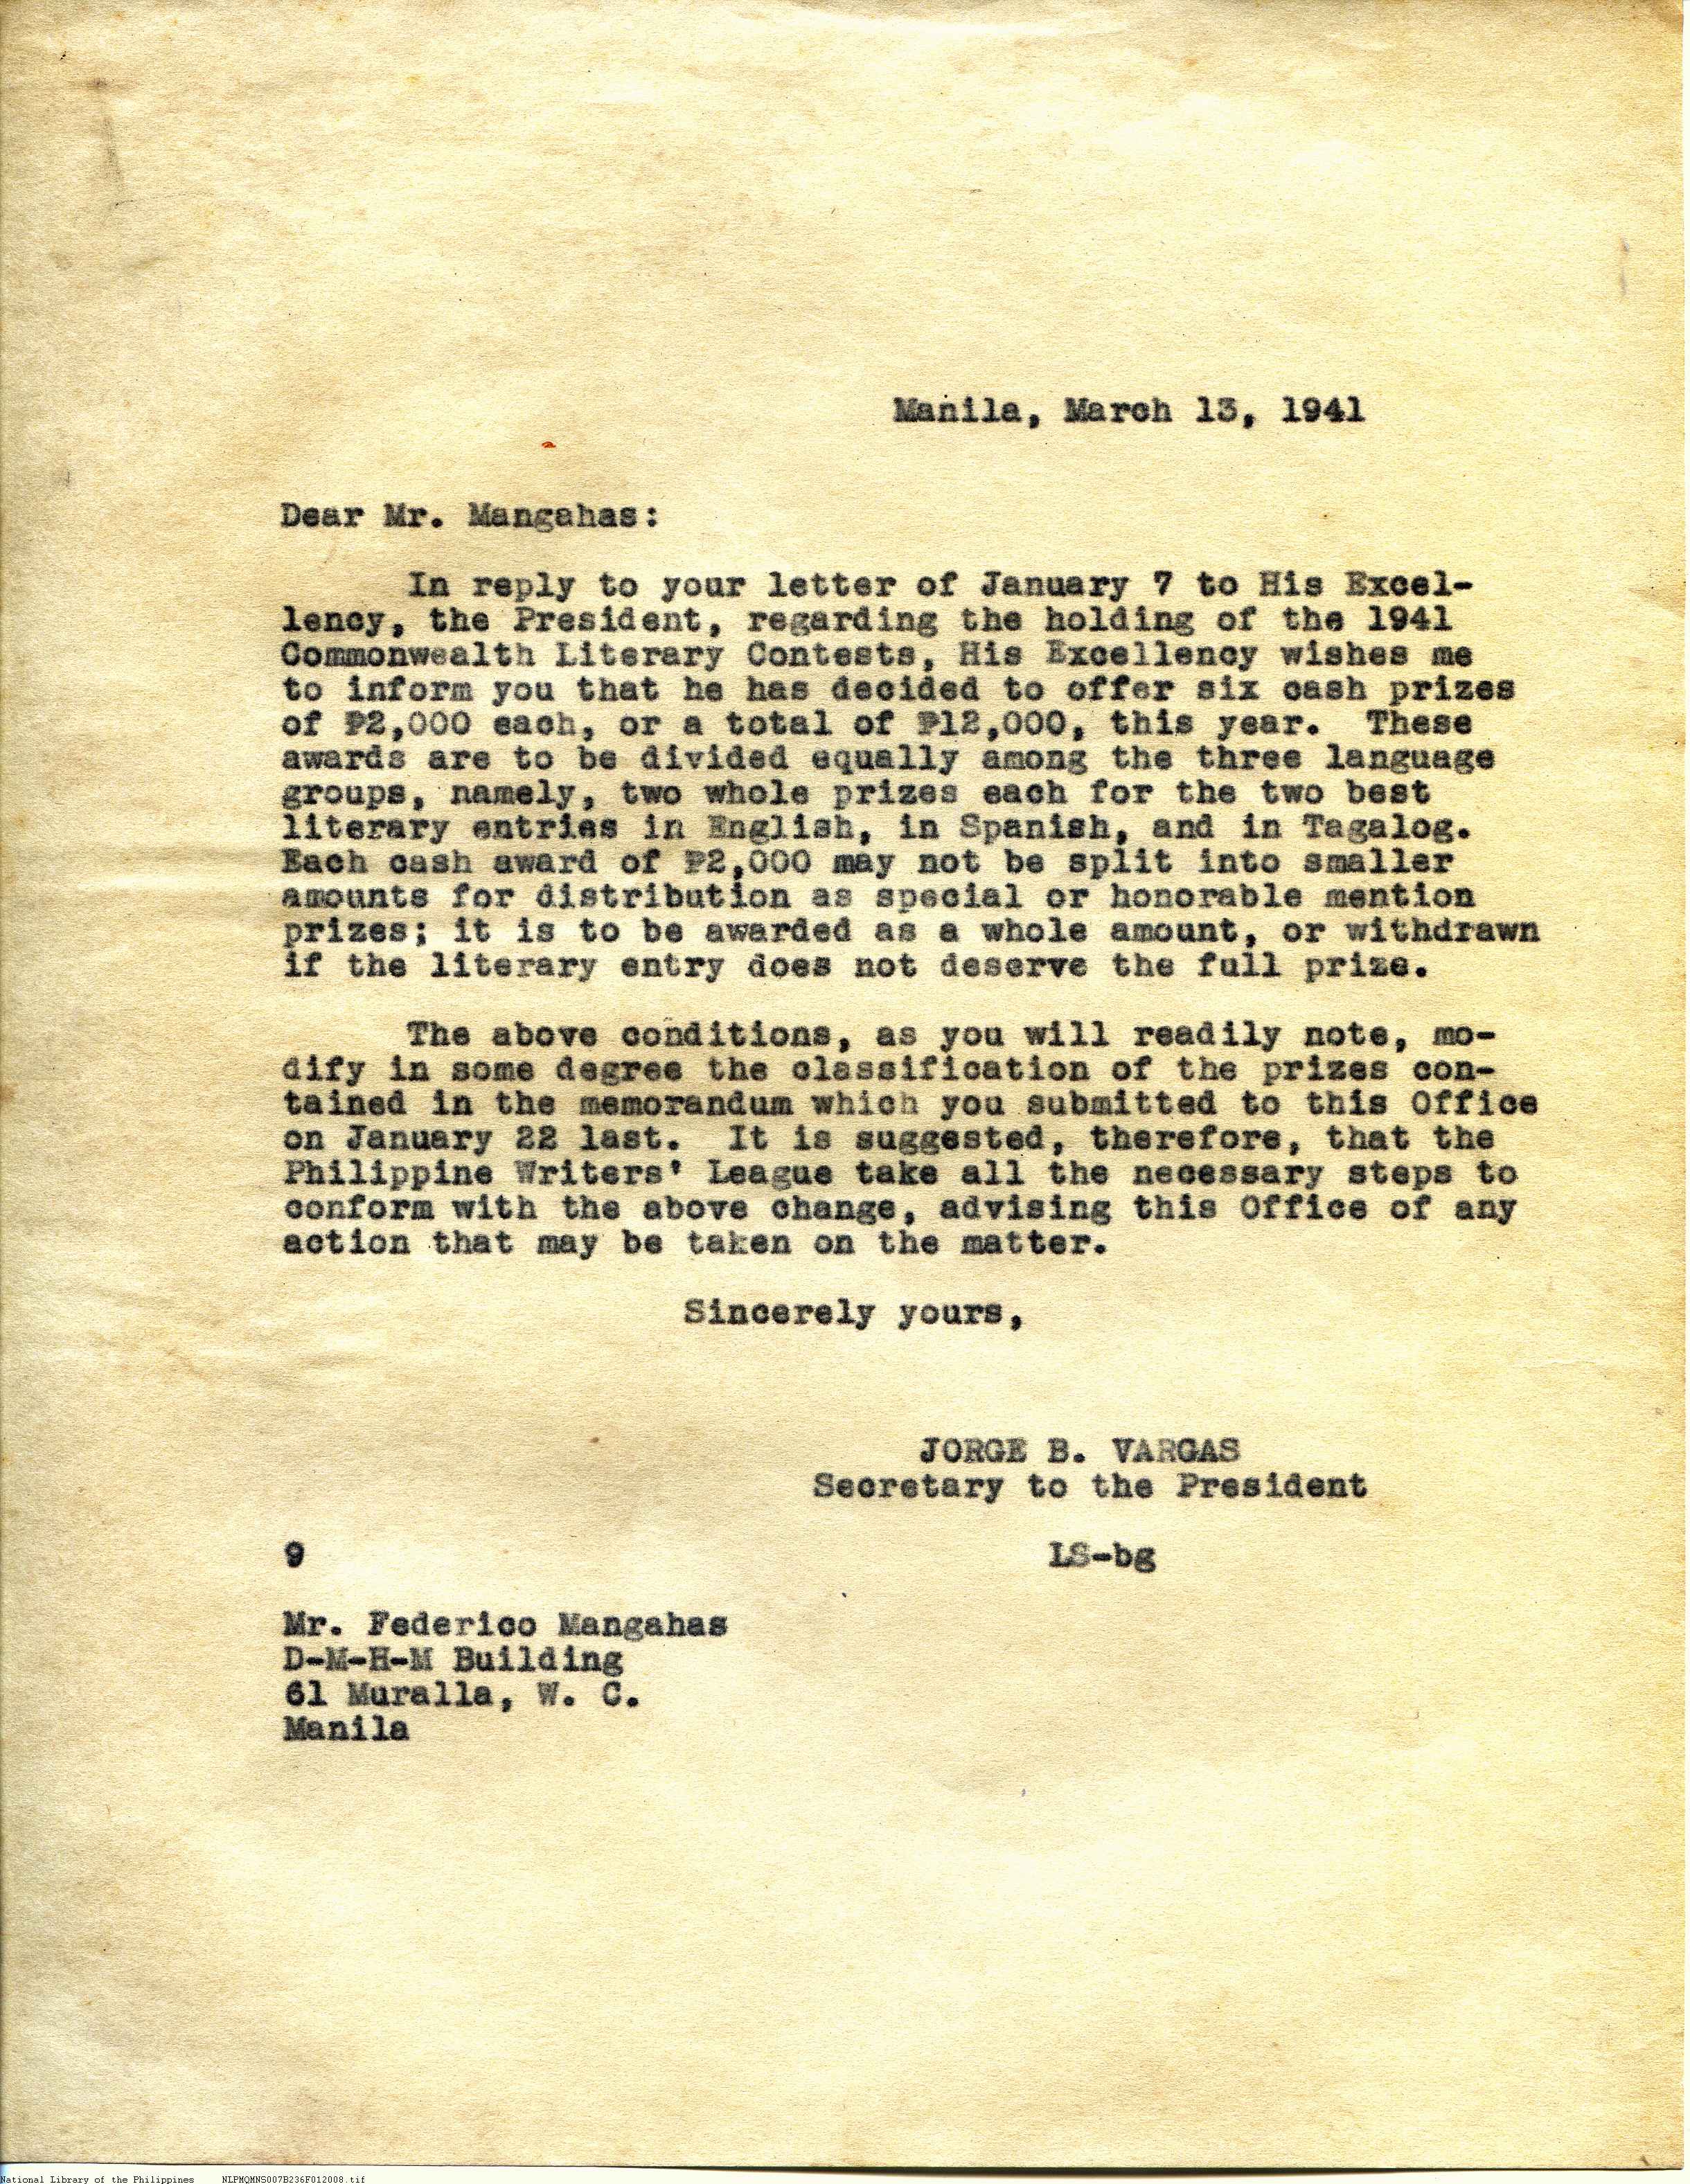 Manila, March 13, 1941
Dear Mr. Mangahas:
In reply to your letter of January 7 to His Excel-
lency, the President, regarding the holding of the 1941
Commonwealth Literary Contests, His Excellency wishes me
to inform you that he has decided to offer six cash prizes
of ₱2,000 each, or a total of ₱12,000, this year. These
awards are to be divided equally among the three language
groups, namely, two whole prizes each for the two best
literary entries in English, in Spanish, and in Tagalog.
Each cash award of ₱2,000 may not be split into smaller
amounts for distribution as special or honorable mention
prizes; it is to be awarded as a whole amount, or withdrawn
if the literary entry does not deserve the full prize.
The above conditions, as you will readily note, mo-
dify in some degree the classification of the prizes con-
tained in the memorandum which you submitted to this Office
on January 22 last. It is suggested, therefore, that the
Philippine Writers' League take all the necessary steps to
conform with the above change, advising this Office of any
action that may be taken on the matter.
Sincerely yours,
JORGE B. VARGAS
Secretary to the President
9 LS-bg
Mr. Federico Mangahas
D-M-H-M Building
61 Muralla, W. C.
Manila
National Library of the Philippines NLPMQMNS007B236F012008.tif